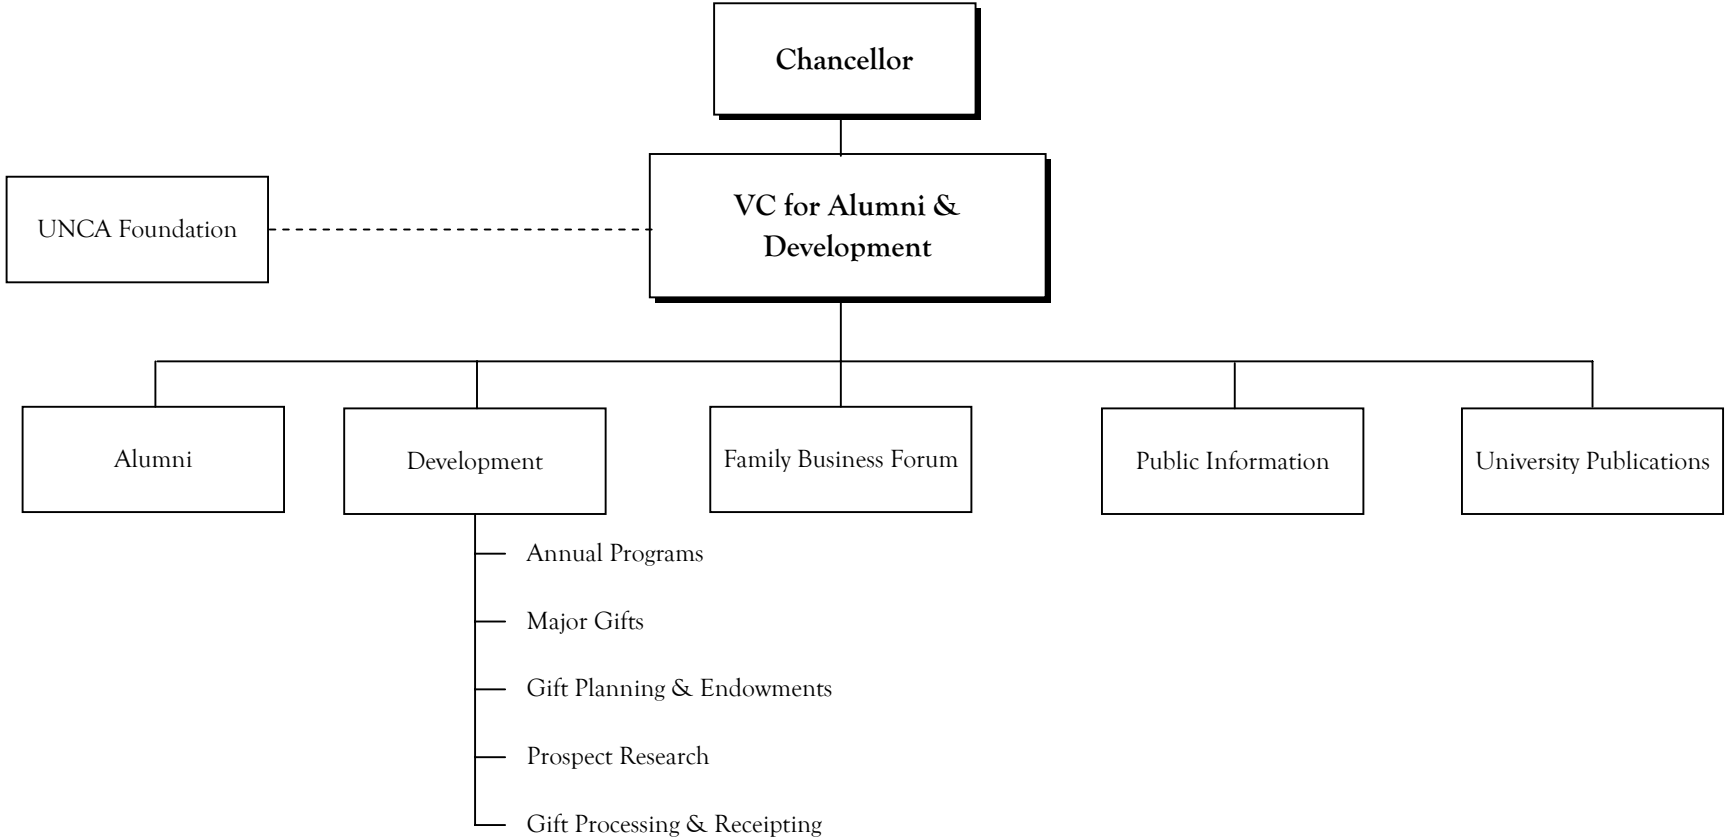 Chancellor
VC for Alumni &
Development
UNCA Foundation
Alumni
Development
Family Business Forum
Public Information
University Publications
Annual Programs
Major Gifts
Gift Planning & Endowments
Prospect Research
Gift Processing & Receipting